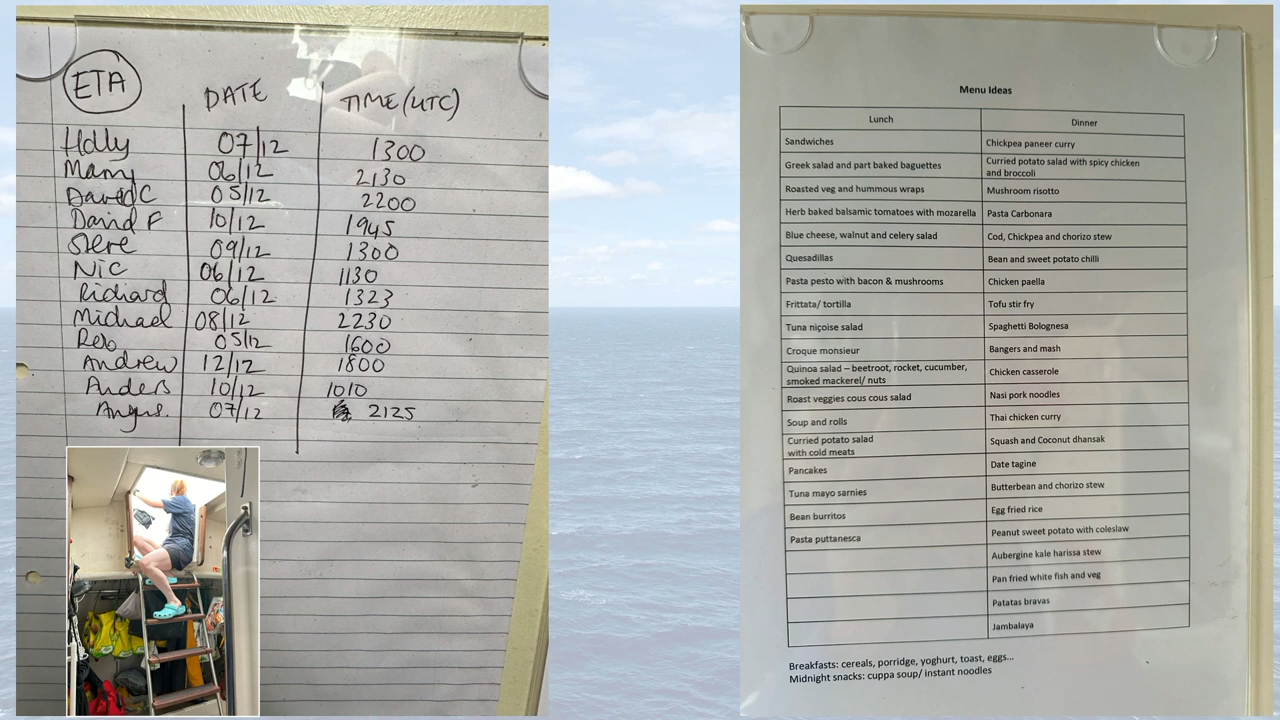 ETA DATE TIME (UTC)
Holly 07/12 1300
Mary 06/12 2130
David C 05/12 2200
David F 10/12 1945
Steve 09/12 1300
Nic 06/12 1130
Richard 06/12 1323
Michael 08/12 2230
05/12 1600
Andrew 12/12 1800
Anders 10/12 1010
Angus. 07/12 2125
Menu Ideas
Lunch Dinner
Sandwiches Chickpea paneer curry
Greek salad and part baked baguettes Curried potato salad with spicy chicken
and broccoli
Roasted veg and hummous wraps Mushroom risotto
Herb baked balsamic tomatoes with mozarella Pasta Carbonara
Blue cheese, walnut and celery salad Cod, Chickpea and chorizo stew
Quesadillas Bean and sweet potato chilli
Pasta pesto with bacon & mushrooms Chicken paella
Frittata/ tortilla Tofu stir fry
Tuna niçoise salad Spaghetti Bolognesa
Croque monsieur Bangers and mash
Quinoa salad – beetroot, rocket, cucumber,
smoked mackerel/ nuts Chicken casserole
Roast veggies cous cous salad Nasi pork noodles
Soup and rolls Thai chicken curry
Curried potato salad
with cold meats Squash and Coconut dhansak
Pancakes Date tagine
Tuna mayo sarnies Butterbean and chorizo stew
Bean burritos Egg fried rice
Pasta puttanesca Peanut sweet potato with coleslaw
Aubergine kale harissa stew
Pan fried white fish and veg
Patatas bravas
Jambalaya
Breakfasts: cereals, porridge, yoghurt, toast, eggs...
Midnight snacks: cuppa soup/ instant noodles